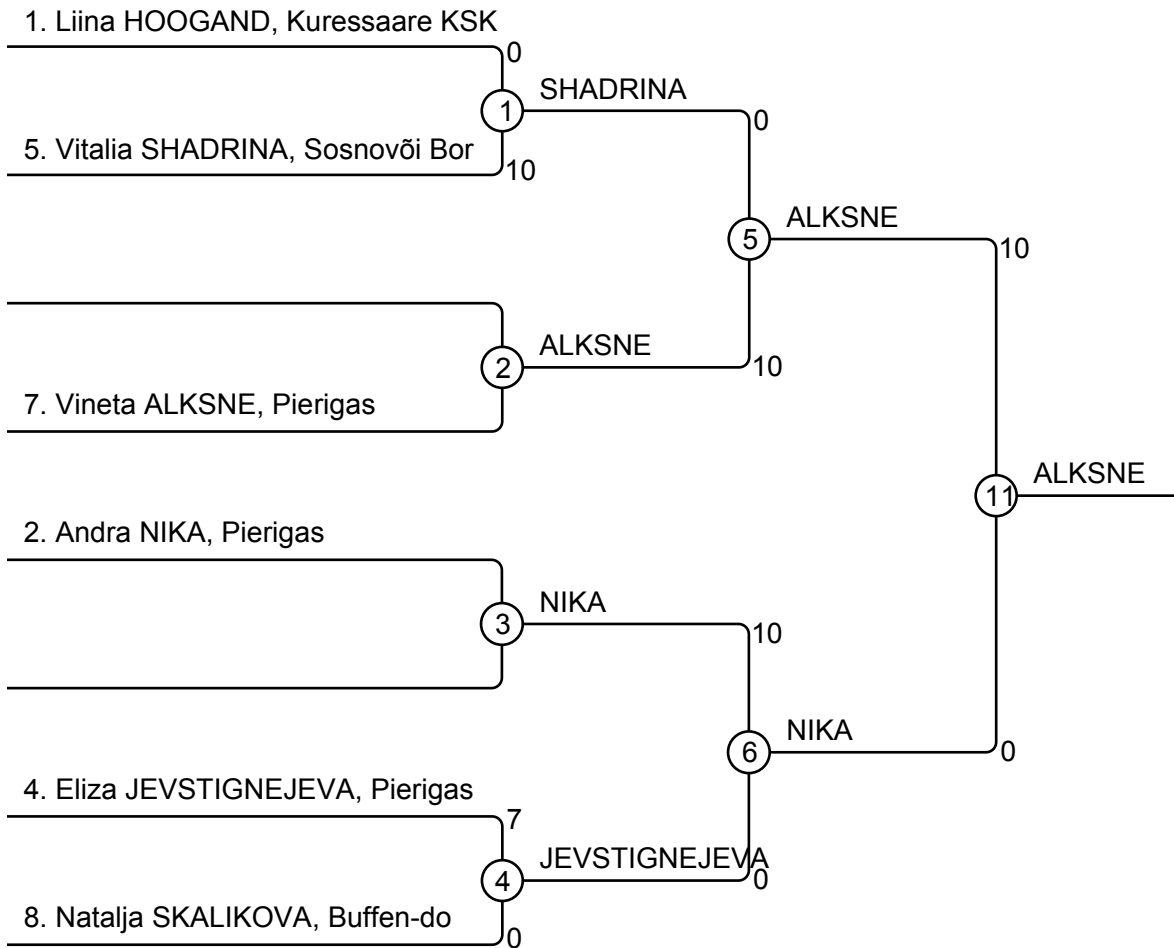 1. Liina HOOGAND, Kuressaare KSK
0
1
SHADRINA
0
5. Vitalia SHADRINA, Sosnovõi Bor
10
5
ALKSNE
10
2
ALKSNE
10
7. Vineta ALKSNE, Pierigas
11
ALKSNE
2. Andra NIKA, Pierigas
3
NIKA
10
6
NIKA
0
4. Eliza JEVSTIGNEJEVA, Pierigas
7
4
JEVSTIGNEJEVA
0
8. Natalja SKALIKOVA, Buffen-do
0